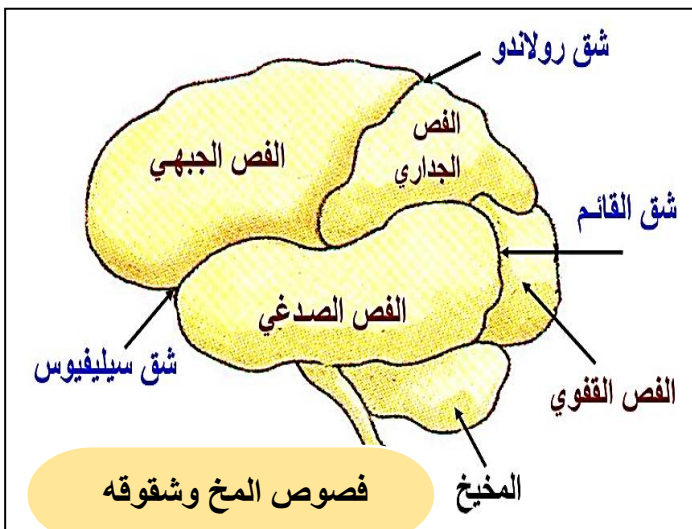 شق رولاندو
الفص
الجداري
الفص الجبهي
شق القائم
الفص الصدغي
شق سيليفيوس
الفص القفوي
المخيخ
فصوص المخ وشقوقه